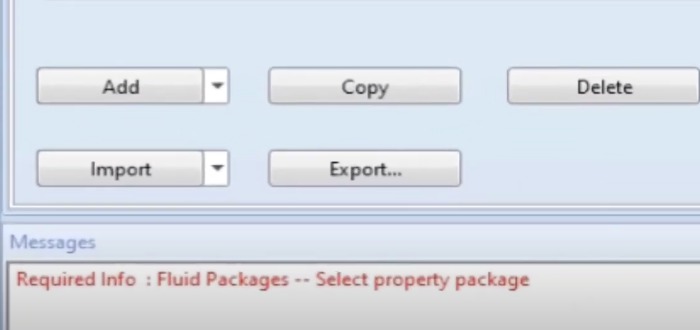 Add Copy Delete
Import Export...
Messages
Required Info : Fluid Packages -- Select property package